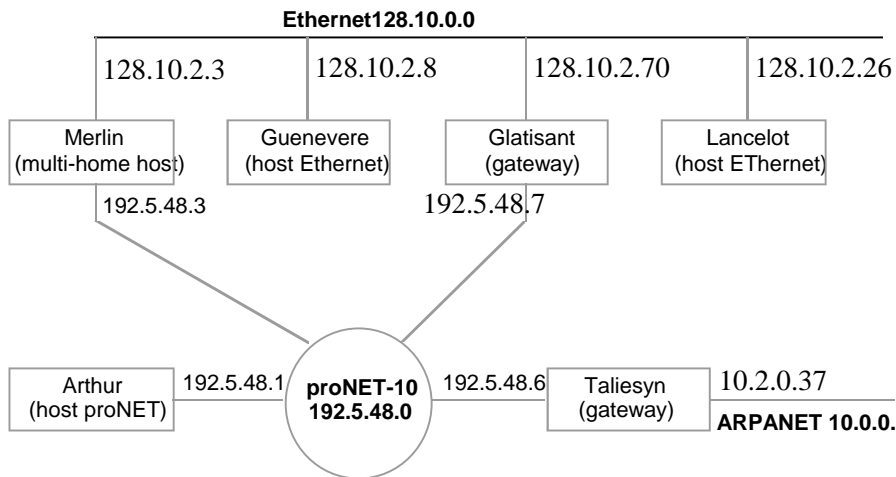 Ethernet128.10.0.0
128.10.2.3
128.10.2.8
128.10.2.70
128.10.2.26
Merlin
(multi-home host)
Guenevere
(host Ethernet)
Glatisant
(gateway)
Lancelot
(host EThernet)
192.5.48.3
192.5.48.7
Arthur
(host proNET)
192.5.48.1
proNET-10
192.5.48.0
192.5.48.6
Taliesyn
(gateway)
10.2.0.37
ARPANET 10.0.0.